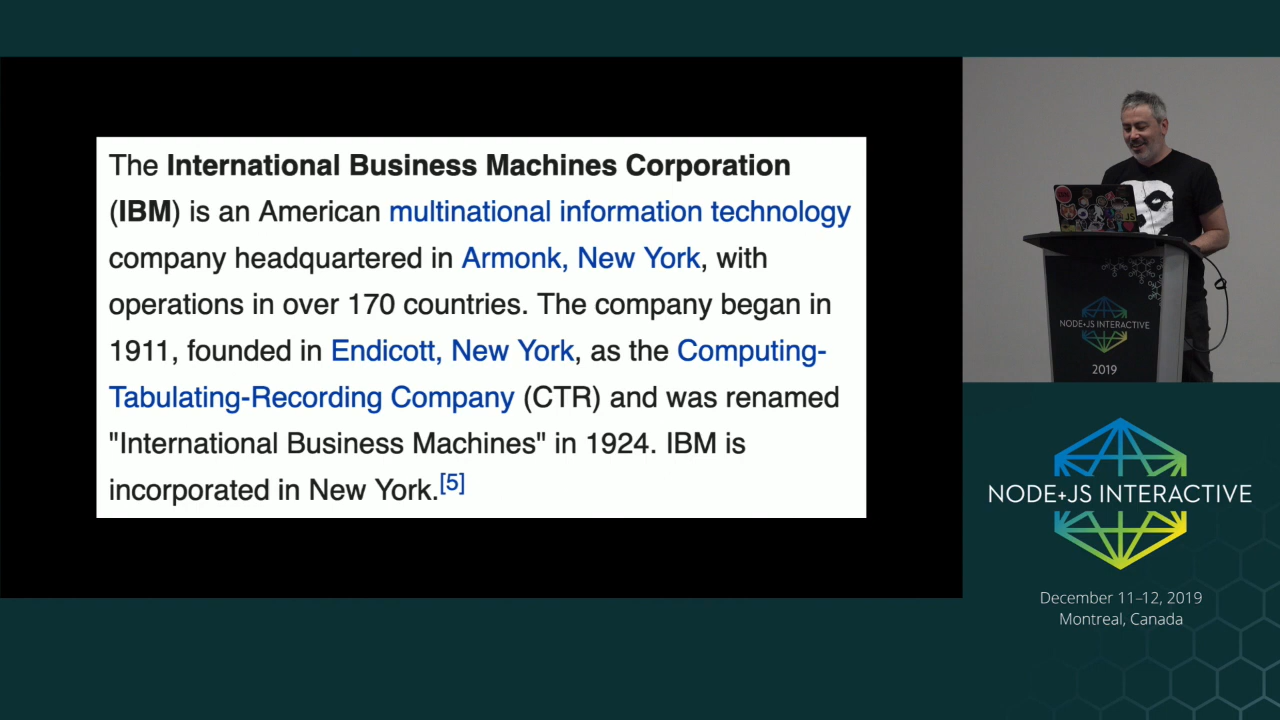 The International Business Machines Corporation
(IBM) is an American multinational information technology
company headquartered in Armonk, New York, with
operations in over 170 countries. The company began in
1911, founded in Endicott, New York, as the Computing-
Tabulating-Recording Company (CTR) and was renamed
"International Business Machines" in 1924. IBM is
incorporated in New York.[5]
JS
NODE+JS INTERACTIVE
2019
NODE+JS INTERACTIVE
December 11–12, 2019
Montreal, Canada